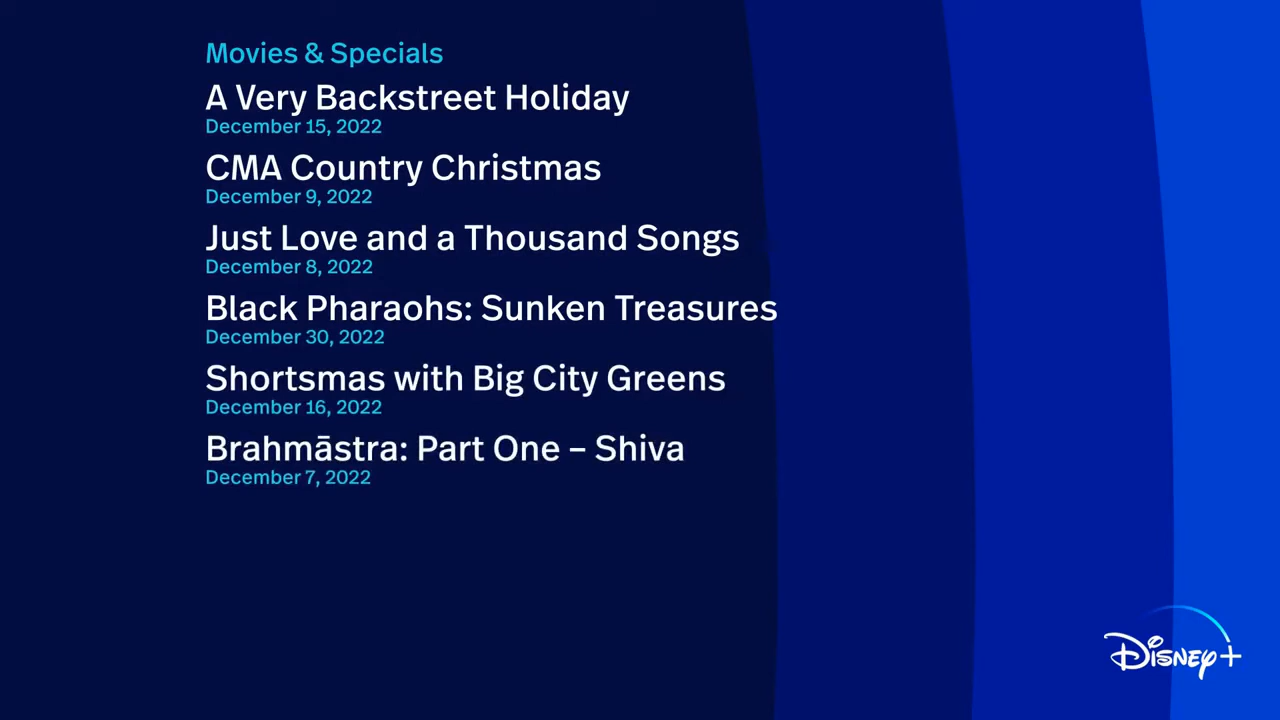 Movies & Specials
A Very Backstreet Holiday
December 15, 2022
CMA Country Christmas
December 9, 2022
Just Love and a Thousand Songs
December 8, 2022
Black Pharaohs: Sunken Treasures
December 30, 2022
Shortsmas with Big City Greens
December 16, 2022
Brahmāstra: Part One – Shiva
December 7, 2022
Disney+